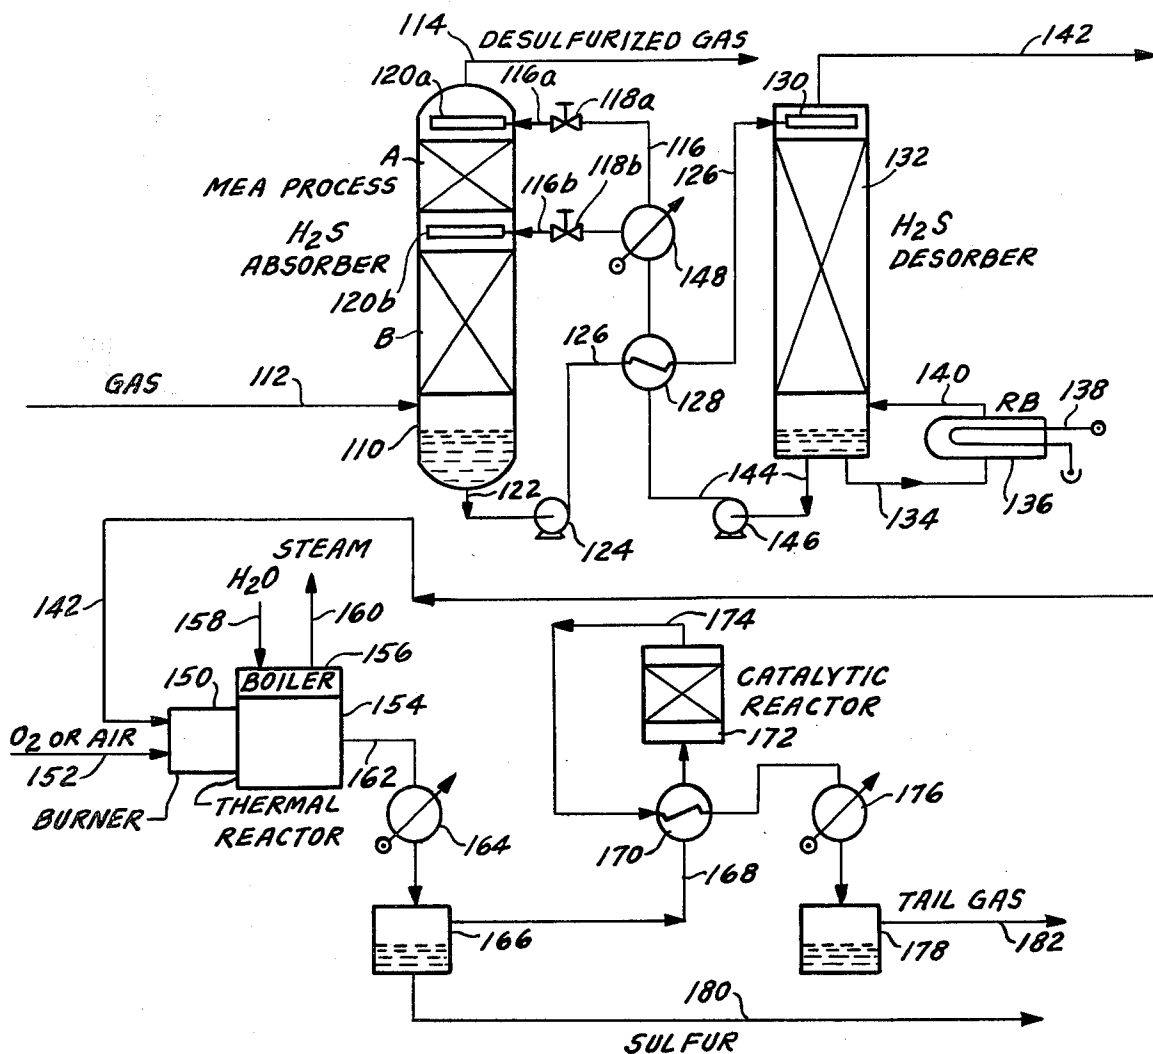 114
DESULFURIZED GAS
142
120a
116a
130
118a
A
116
126
132
MEA PROCESS
116b
118b
H2S
ABSORBER
H2S
DESORBER
148
120b
B
126
128
GAS
112
140
RB
138
110
122
144
136
134
124
146
STEAM
H2O
142
158
160
174
156
150
BOILER
CATALYTIC
REACTOR
154
O2 OR AIR
172
152
162
BURNER
THERMAL
REACTOR
164
170
176
168
TAIL GAS
166
178
182
180
SULFUR